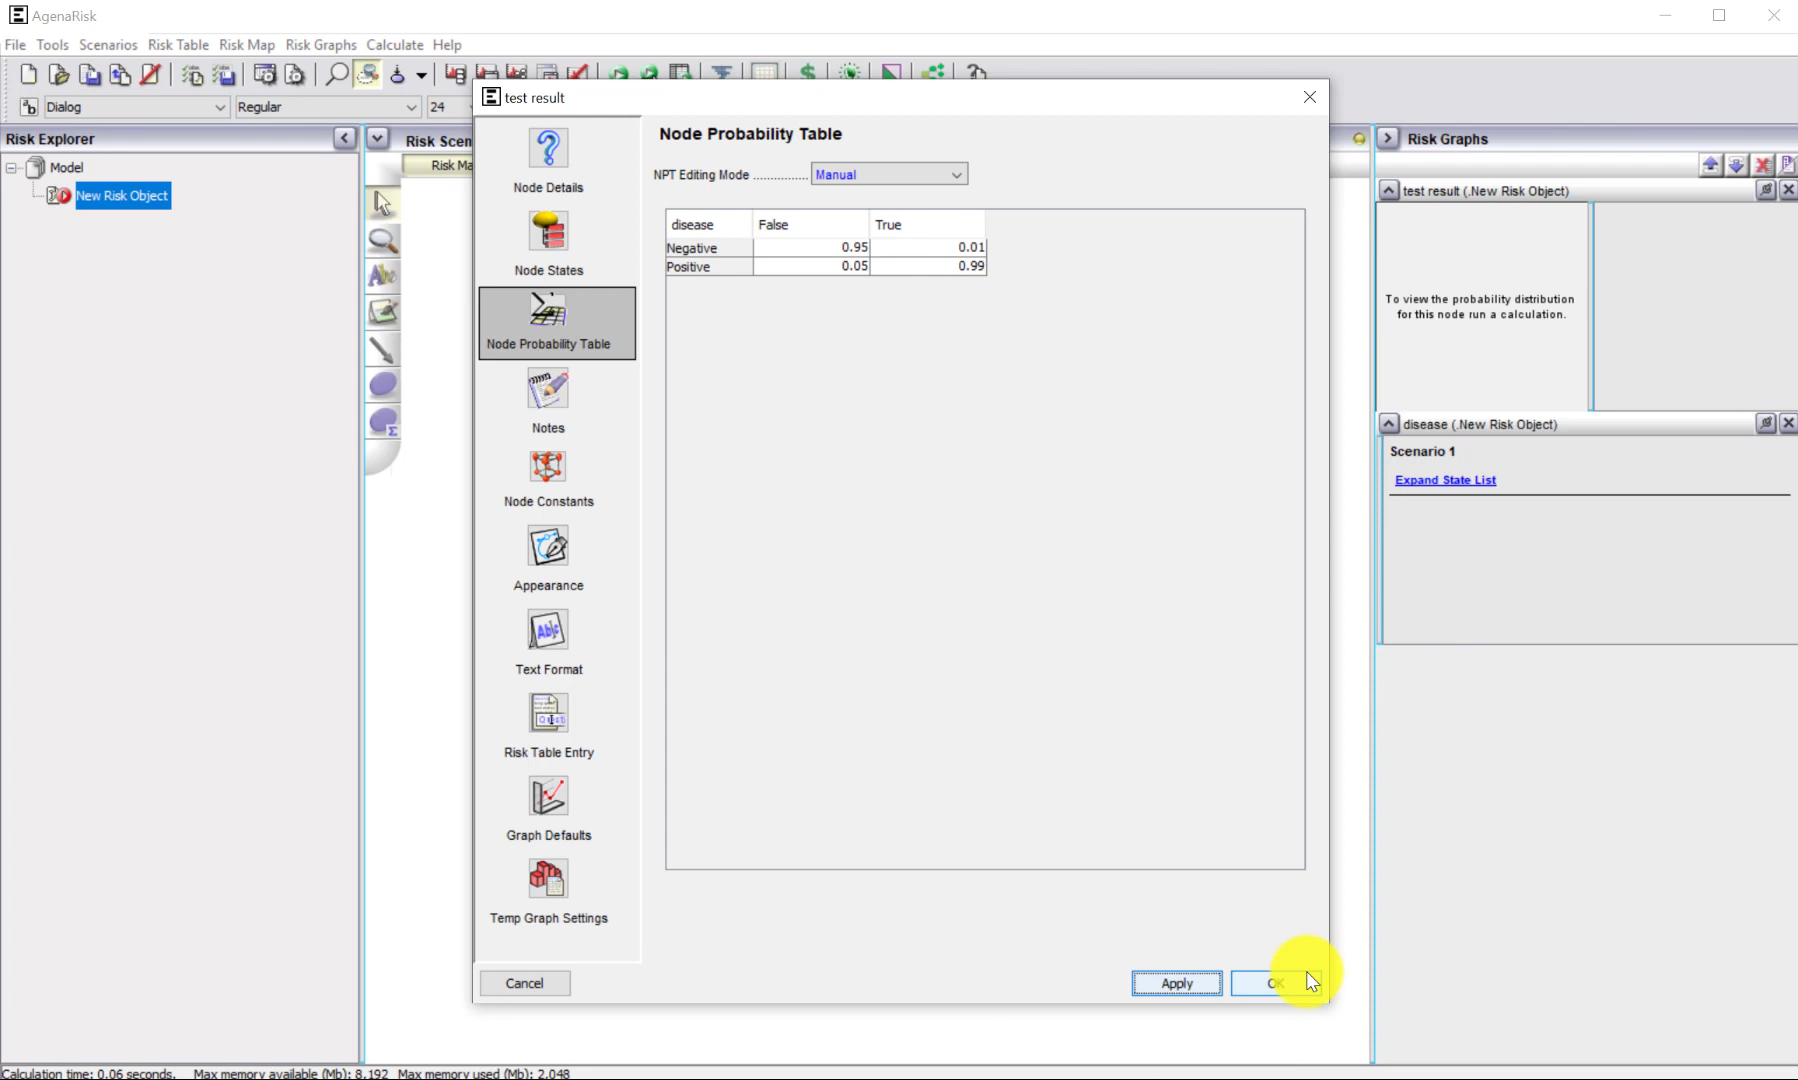 AgenaRisk
File Tools Scenarios Risk Table Risk Map Risk Graphs Calculate Help
Dialog Regular 24
test result
Risk Explorer
Risk Scen
Risk Graphs
Model
Risk Ma
New Risk Object
Node Details
Node States
Node Probability Table
Notes
Node Constants
Appearance
Text Format
Risk Table Entry
Graph Defaults
Temp Graph Settings
Node Probability Table
NPT Editing Mode .............. Manual
disease False True
Negative 0.95 0.01
Positive 0.05 0.99
Cancel Apply OK
test result (.New Risk Object)
To view the probability distribution
for this node run a calculation.
disease (.New Risk Object)
Scenario 1
Expand State List
Calculation time: 0.06 seconds. Max memory available (Mb): 8,192 Max memory used (Mb): 2,048